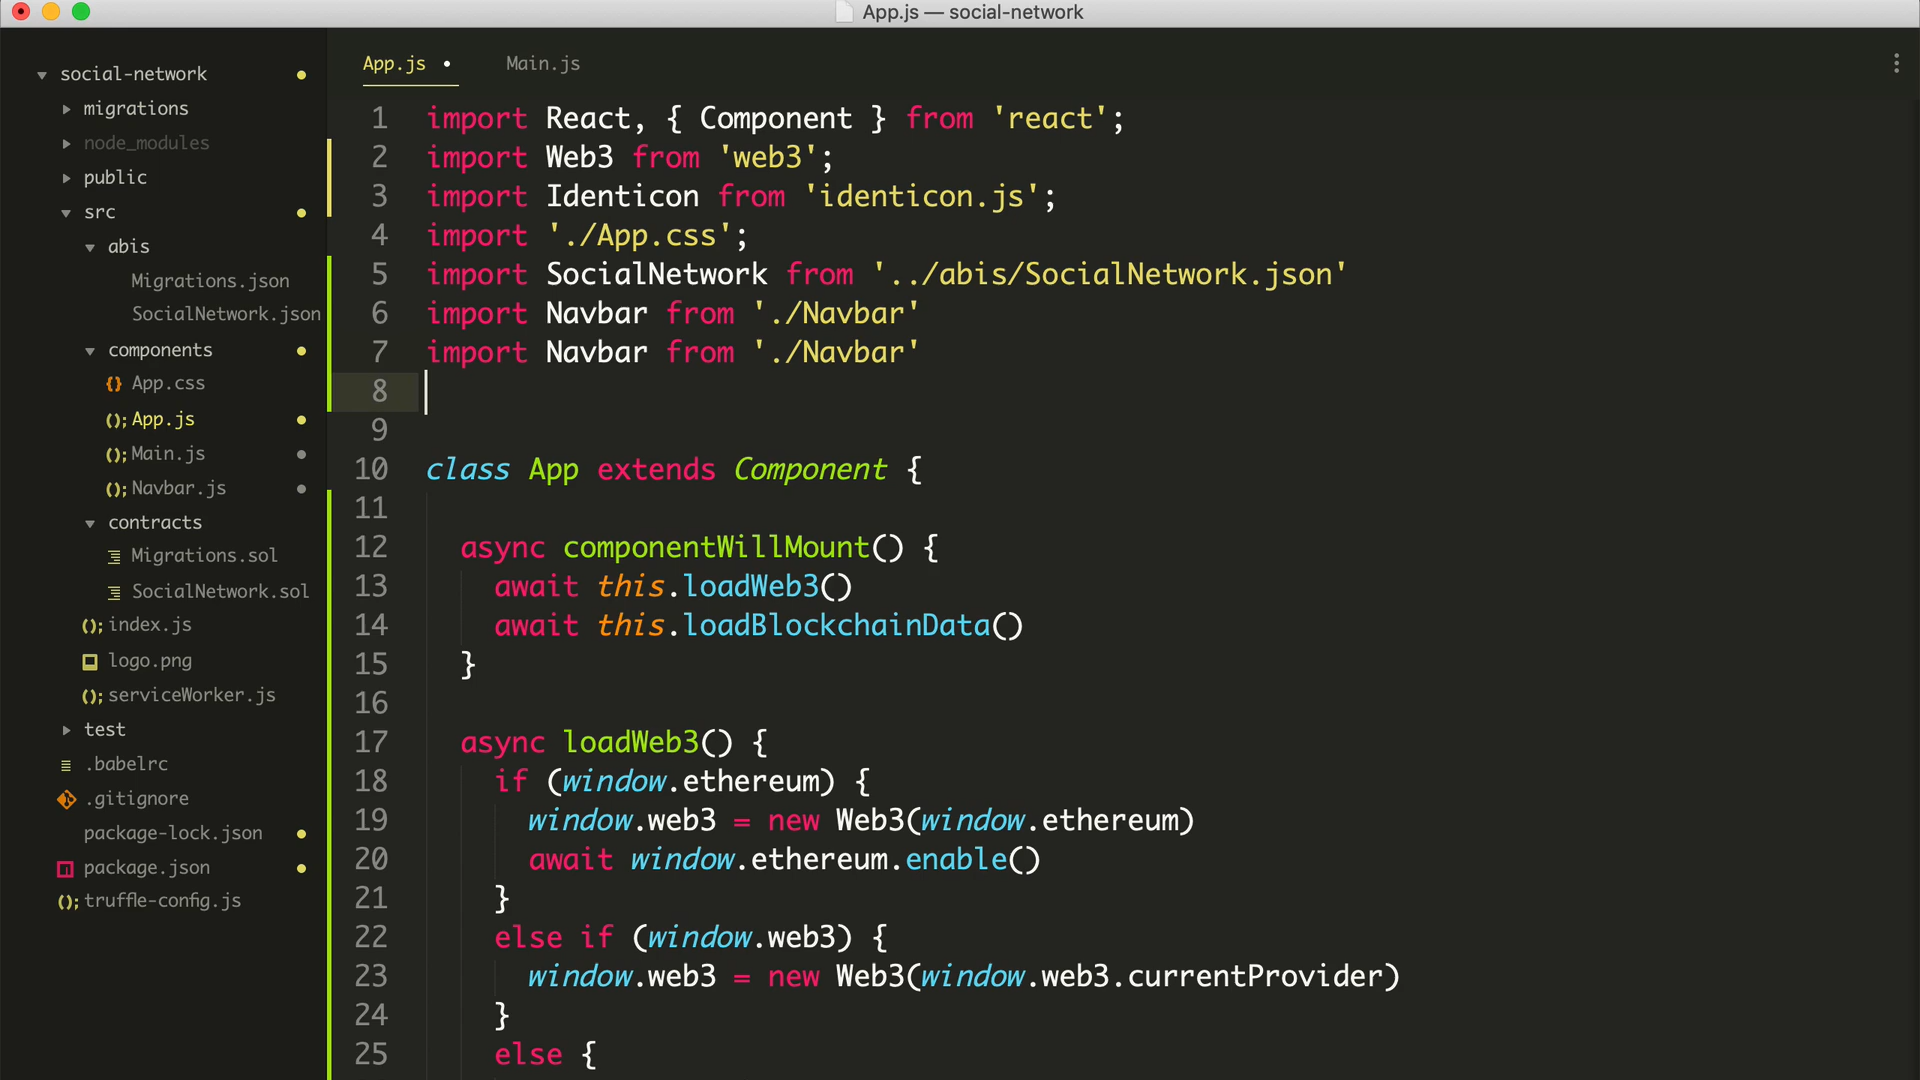 App.js — social-network
social-network
migrations
node_modules
public
src
abis
Migrations.json
SocialNetwork.json
components
App.css
App.js
Main.js
Navbar.js
contracts
Migrations.sol
SocialNetwork.sol
index.js
logo.png
serviceWorker.js
test
.babelrc
.gitignore
package-lock.json
package.json
truffle-config.js
App.js • Main.js
1 import React, { Component } from 'react';
2 import Web3 from 'web3';
3 import Identicon from 'identicon.js';
4 import './App.css';
5 import SocialNetwork from '../abis/SocialNetwork.json'
6 import Navbar from './Navbar'
7 import Navbar from './Navbar'
8
9
10 class App extends Component {
11
12 async componentWillMount() {
13 await this.loadWeb3()
14 await this.loadBlockchainData()
15 }
16
17 async loadWeb3() {
18 if (window.ethereum) {
19 window.web3 = new Web3(window.ethereum)
20 await window.ethereum.enable()
21 }
22 else if (window.web3) {
23 window.web3 = new Web3(window.web3.currentProvider)
24 }
25 else {